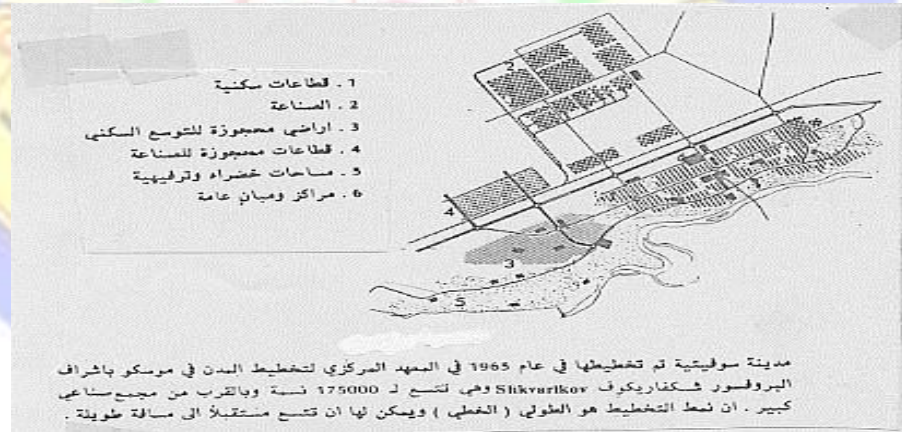 1 . قطاعات سكنية
2 . الصناعة
3 . اراضي محجوزة للتوسع السكني
4 . قطاعات محجوزة للصناعة
5 . مساحات خضراء وترفيهية
6 . مراكز ومبان عامة
2
4
3
5
مدينة سوفيتية تم تخطيطها في عام 1965 في المعهد المركزي لتخطيط المدن في موسكو باشراف
البروفسور شكفاريكوف Shkvarikov وهي تتسع لـ 175000 نسمة وبالقرب من مجمع صناعي
كبير . ان نمط التخطيط هو الطولي ( الخطي ) ويمكن لها ان تتسع مستقبلاً الى مسافة طويلة .